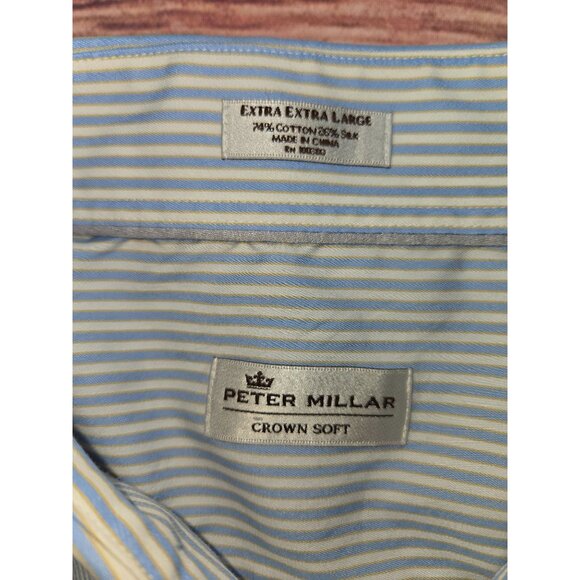 EXTRA EXTRA LARGE
74% COTTON 26% SILK
MADE IN CHINA
PETER MILLAR
CROWN SOFT